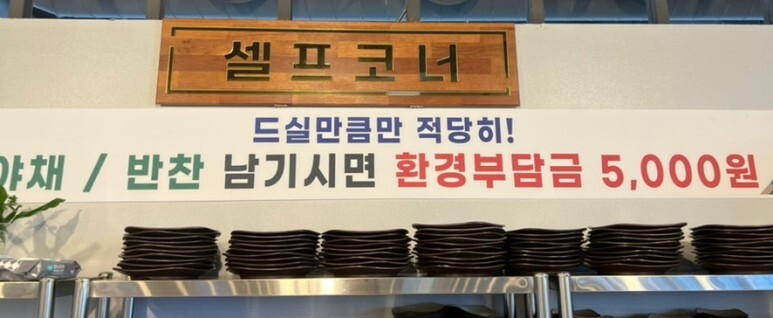 셀프코너
드실만큼만 적당히!
야채 / 반찬 남기시면 환경부담금 5,000원